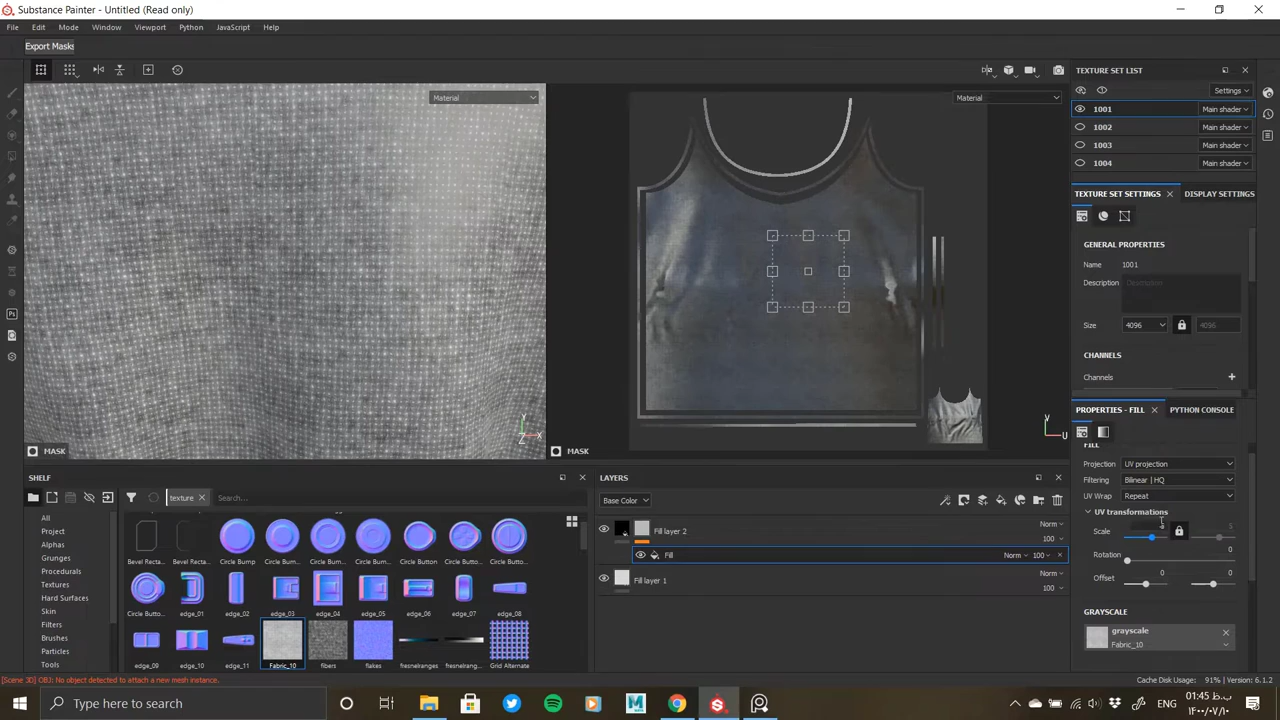 Substance Painter - Untitled (Read only)
File Edit Mode Window Viewport Python JavaScript Help
Export Masks
Material
Material
MASK
MASK
TEXTURE SET LIST
Settings
1001 Main shader
1002 Main shader
1003 Main shader
1004 Main shader
TEXTURE SET SETTINGS DISPLAY SETTINGS
GENERAL PROPERTIES
Name 1001
Description Description
Size 4096 4096
CHANNELS
Channels
PROPERTIES - FILL PYTHON CONSOLE
FILL
Projection UV projection
Filtering Bilinear | HQ
UV Wrap Repeat
UV transformations
Scale 5
Rotation 0
Offset 0 0
GRAYSCALE
grayscale
Fabric_10
SHELF
texture Search...
All
Project
Alphas
Grunges
Procedurals
Textures
Hard Surfaces
Skin
Filters
Brushes
Particles
Tools
Bevel Recta... Bevel Recta... Circle Bump Circle Bum... Circle Bum... Circle Bum... Circle Bum... Circle Butto...
Circle Butto... edge_01 edge_02 edge_03 edge_04 edge_05 edge_06 edge_07 edge_08
edge_09 edge_10 edge_11 Fabric_10 fibers flakes fresnelranges fresnelrang... Grid Alternate
LAYERS
Base Color
Fill layer 2 Norm
100
Fill Norm 100
Fill layer 1 Norm
100
[Scene 3D] OBJ: No object detected to attach a new mesh instance.
Cache Disk Usage: 91% | Version: 6.1.2
Type here to search
ENG
01:45 ب.ظ